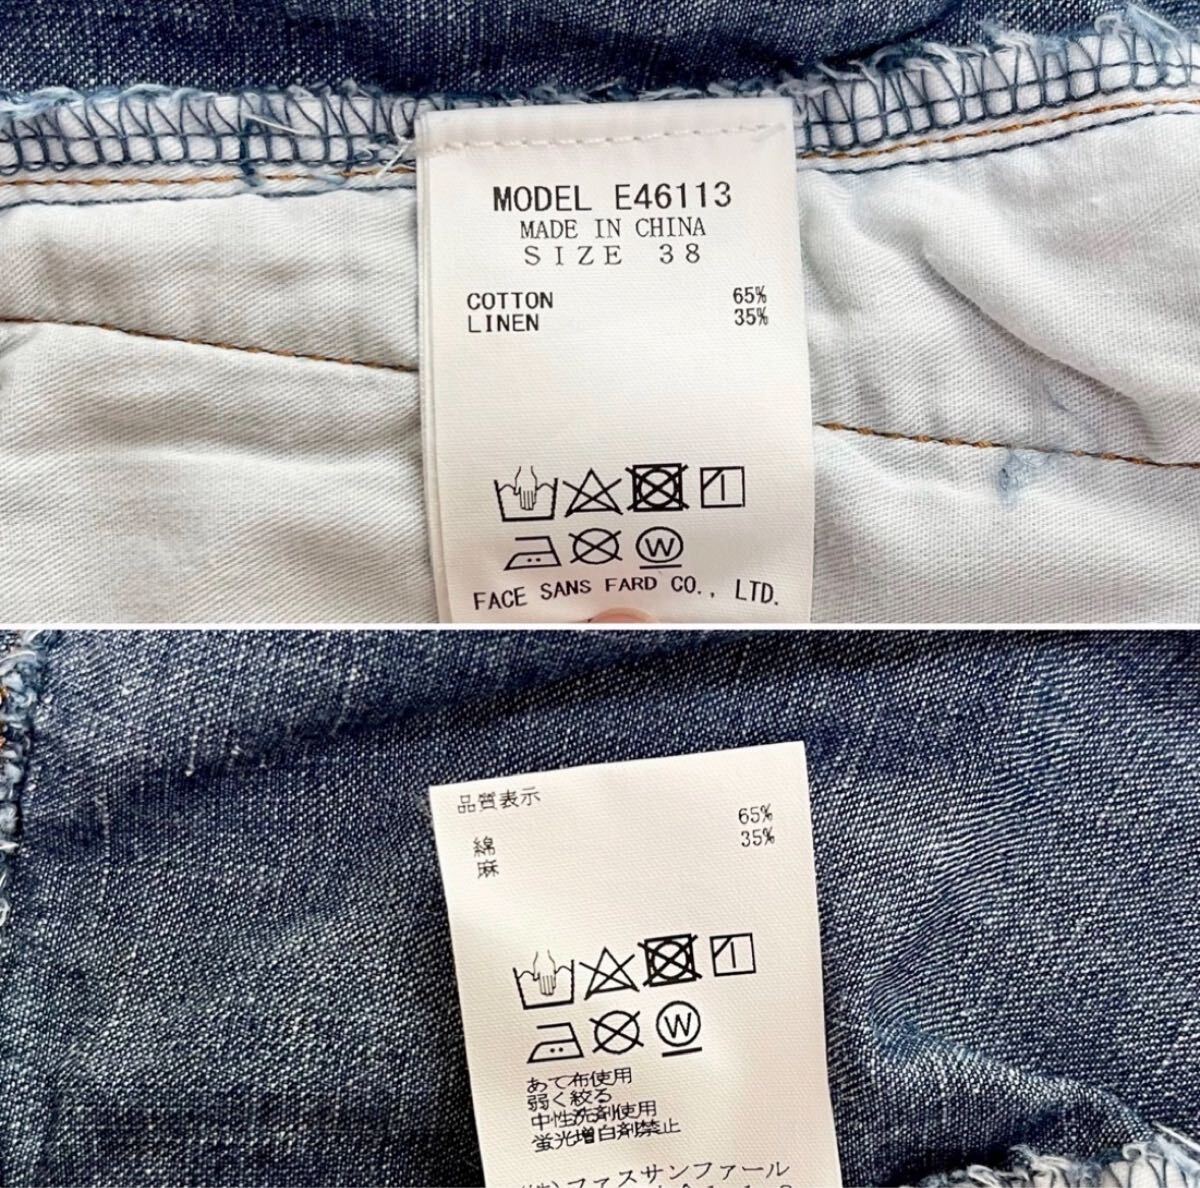 MODEL E46113
MADE IN CHINA
SIZE 38
COTTON 65%
LINEN 35%
W
FACE SANS FARD CO., LTD.
品質表示
綿 65%
麻 35%
W
あて布使用
弱く絞る
中性洗剤使用
蛍光増白剤禁止
(株)ファスサンファール